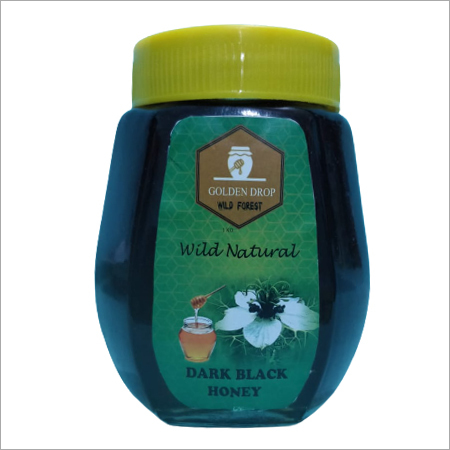 GOLDEN DROP
WILD FOREST
Wild Natural
DARK BLACK
HONEY